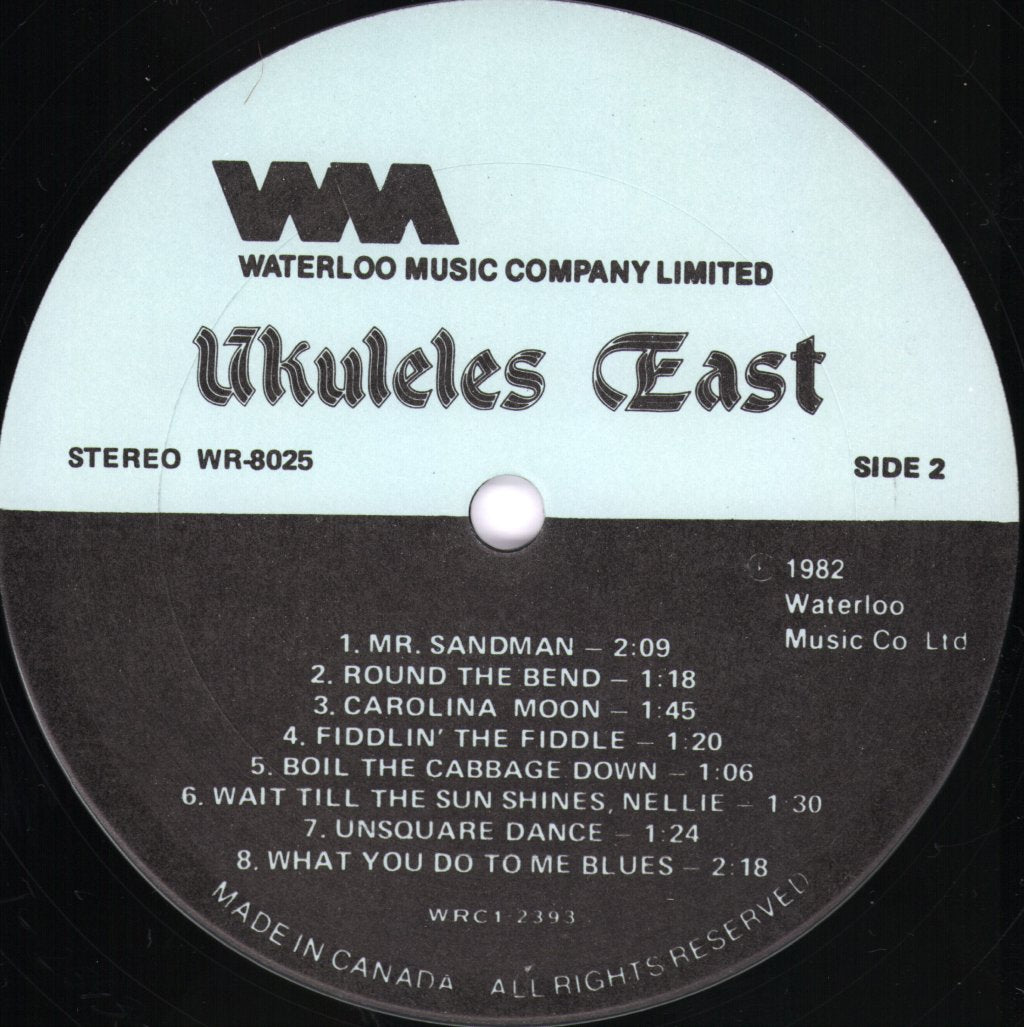 WM
WATERLOO MUSIC COMPANY LIMITED
Ukuleles East
STEREO WR-8025
SIDE 2
© 1982
Waterloo
Music Co Ltd
1. MR. SANDMAN – 2:09
2. ROUND THE BEND – 1:18
3. CAROLINA MOON – 1:45
4. FIDDLIN' THE FIDDLE – 1:20
5. BOIL THE CABBAGE DOWN – 1:06
6. WAIT TILL THE SUN SHINES, NELLIE – 1:30
7. UNSQUARE DANCE – 1:24
8. WHAT YOU DO TO ME BLUES – 2:18
WRC1-2393
MADE IN CANADA ALL RIGHTS RESERVED